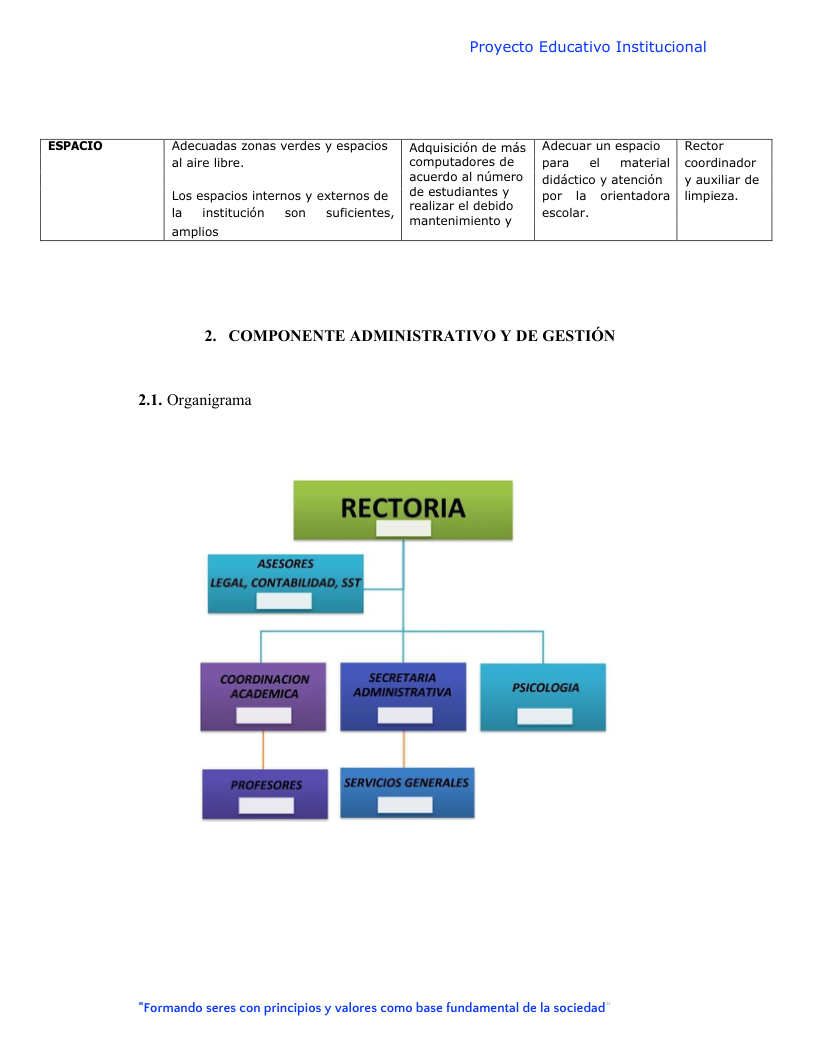 Proyecto Educativo Institucional
ESPACIO
Adecuadas zonas verdes y espacios
al aire libre.
Los espacios internos y externos de
la institución son suficientes,
amplios
Adquisición de más
computadores de
acuerdo al número
de estudiantes y
realizar el debido
mantenimiento y
Adecuar un espacio
para el material
didáctico y atención
por la orientadora
escolar.
Rector
coordinador
y auxiliar de
limpieza.
2. COMPONENTE ADMINISTRATIVO Y DE GESTIÓN
2.1. Organigrama
RECTORIA
ASESORES
LEGAL, CONTABILIDAD, SST
COORDINACION
ACADEMICA
SECRETARIA
ADMINISTRATIVA
PSICOLOGIA
PROFESORES
SERVICIOS GENERALES
"Formando seres con principios y valores como base fundamental de la sociedad"